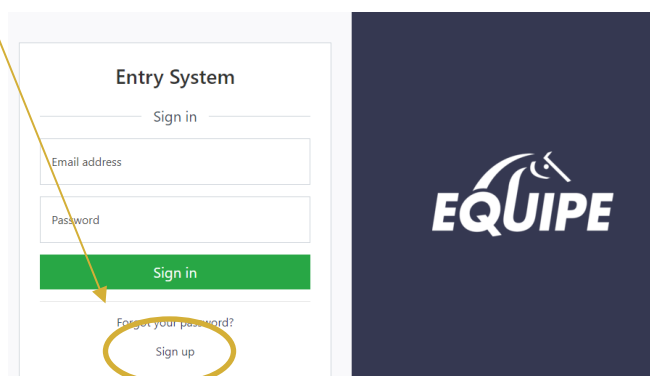 Entry System
Sign in
Email address
Password
Sign in
Forgot your password?
Sign up
EQUIPE